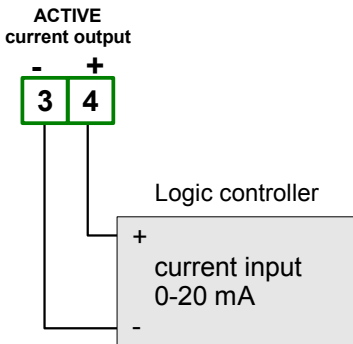 ACTIVE
current output
- +
3 4
Logic controller
+
current input
0-20 mA
-